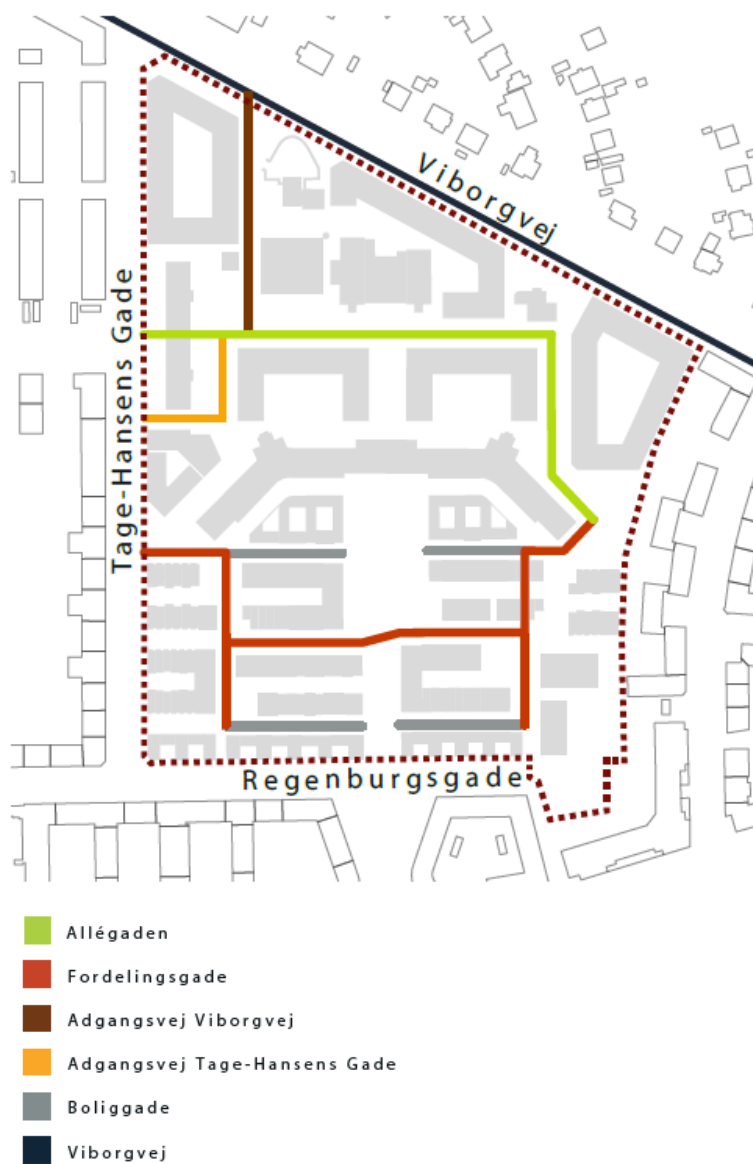 Viborgvej
Tage-Hansens Gade
Regenburgsgade
Allégaden
Fordelingsgade
Adgangsvej Viborgvej
Adgangsvej Tage-Hansens Gade
Boliggade
Viborgvej